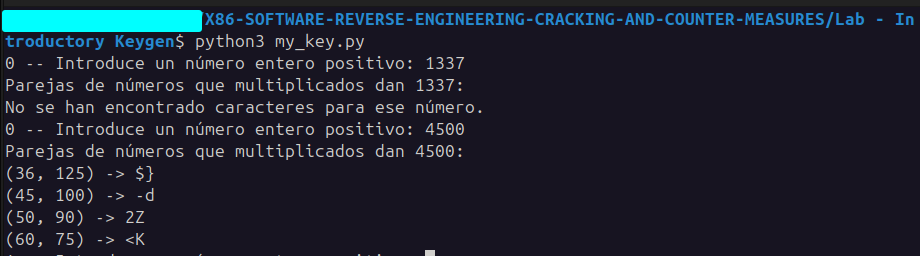 /X86-SOFTWARE-REVERSE-ENGINEERING-CRACKING-AND-COUNTER-MEASURES/Lab - In
troductory Keygen$ python3 my_key.py
0 -- Introduce un número entero positivo: 1337
Parejas de números que multiplicados dan 1337:
No se han encontrado caracteres para ese número.
0 -- Introduce un número entero positivo: 4500
Parejas de números que multiplicados dan 4500:
(36, 125) -> $}
(45, 100) -> -d
(50, 90) -> 2Z
(60, 75) -> <K